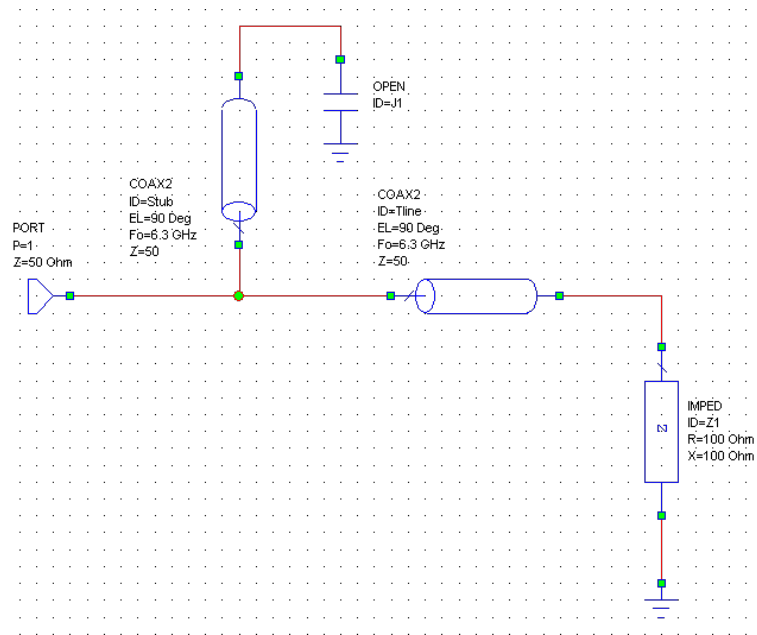 OPEN
ID=J1
COAX2
ID=Stub
EL=90 Deg
Fo=6.3 GHz
Z=50
COAX2
ID=Tline
EL=90 Deg
Fo=6.3 GHz
Z=50
PORT
P=1
Z=50 Ohm
IMPED
ID=Z1
R=100 Ohm
X=100 Ohm
Z